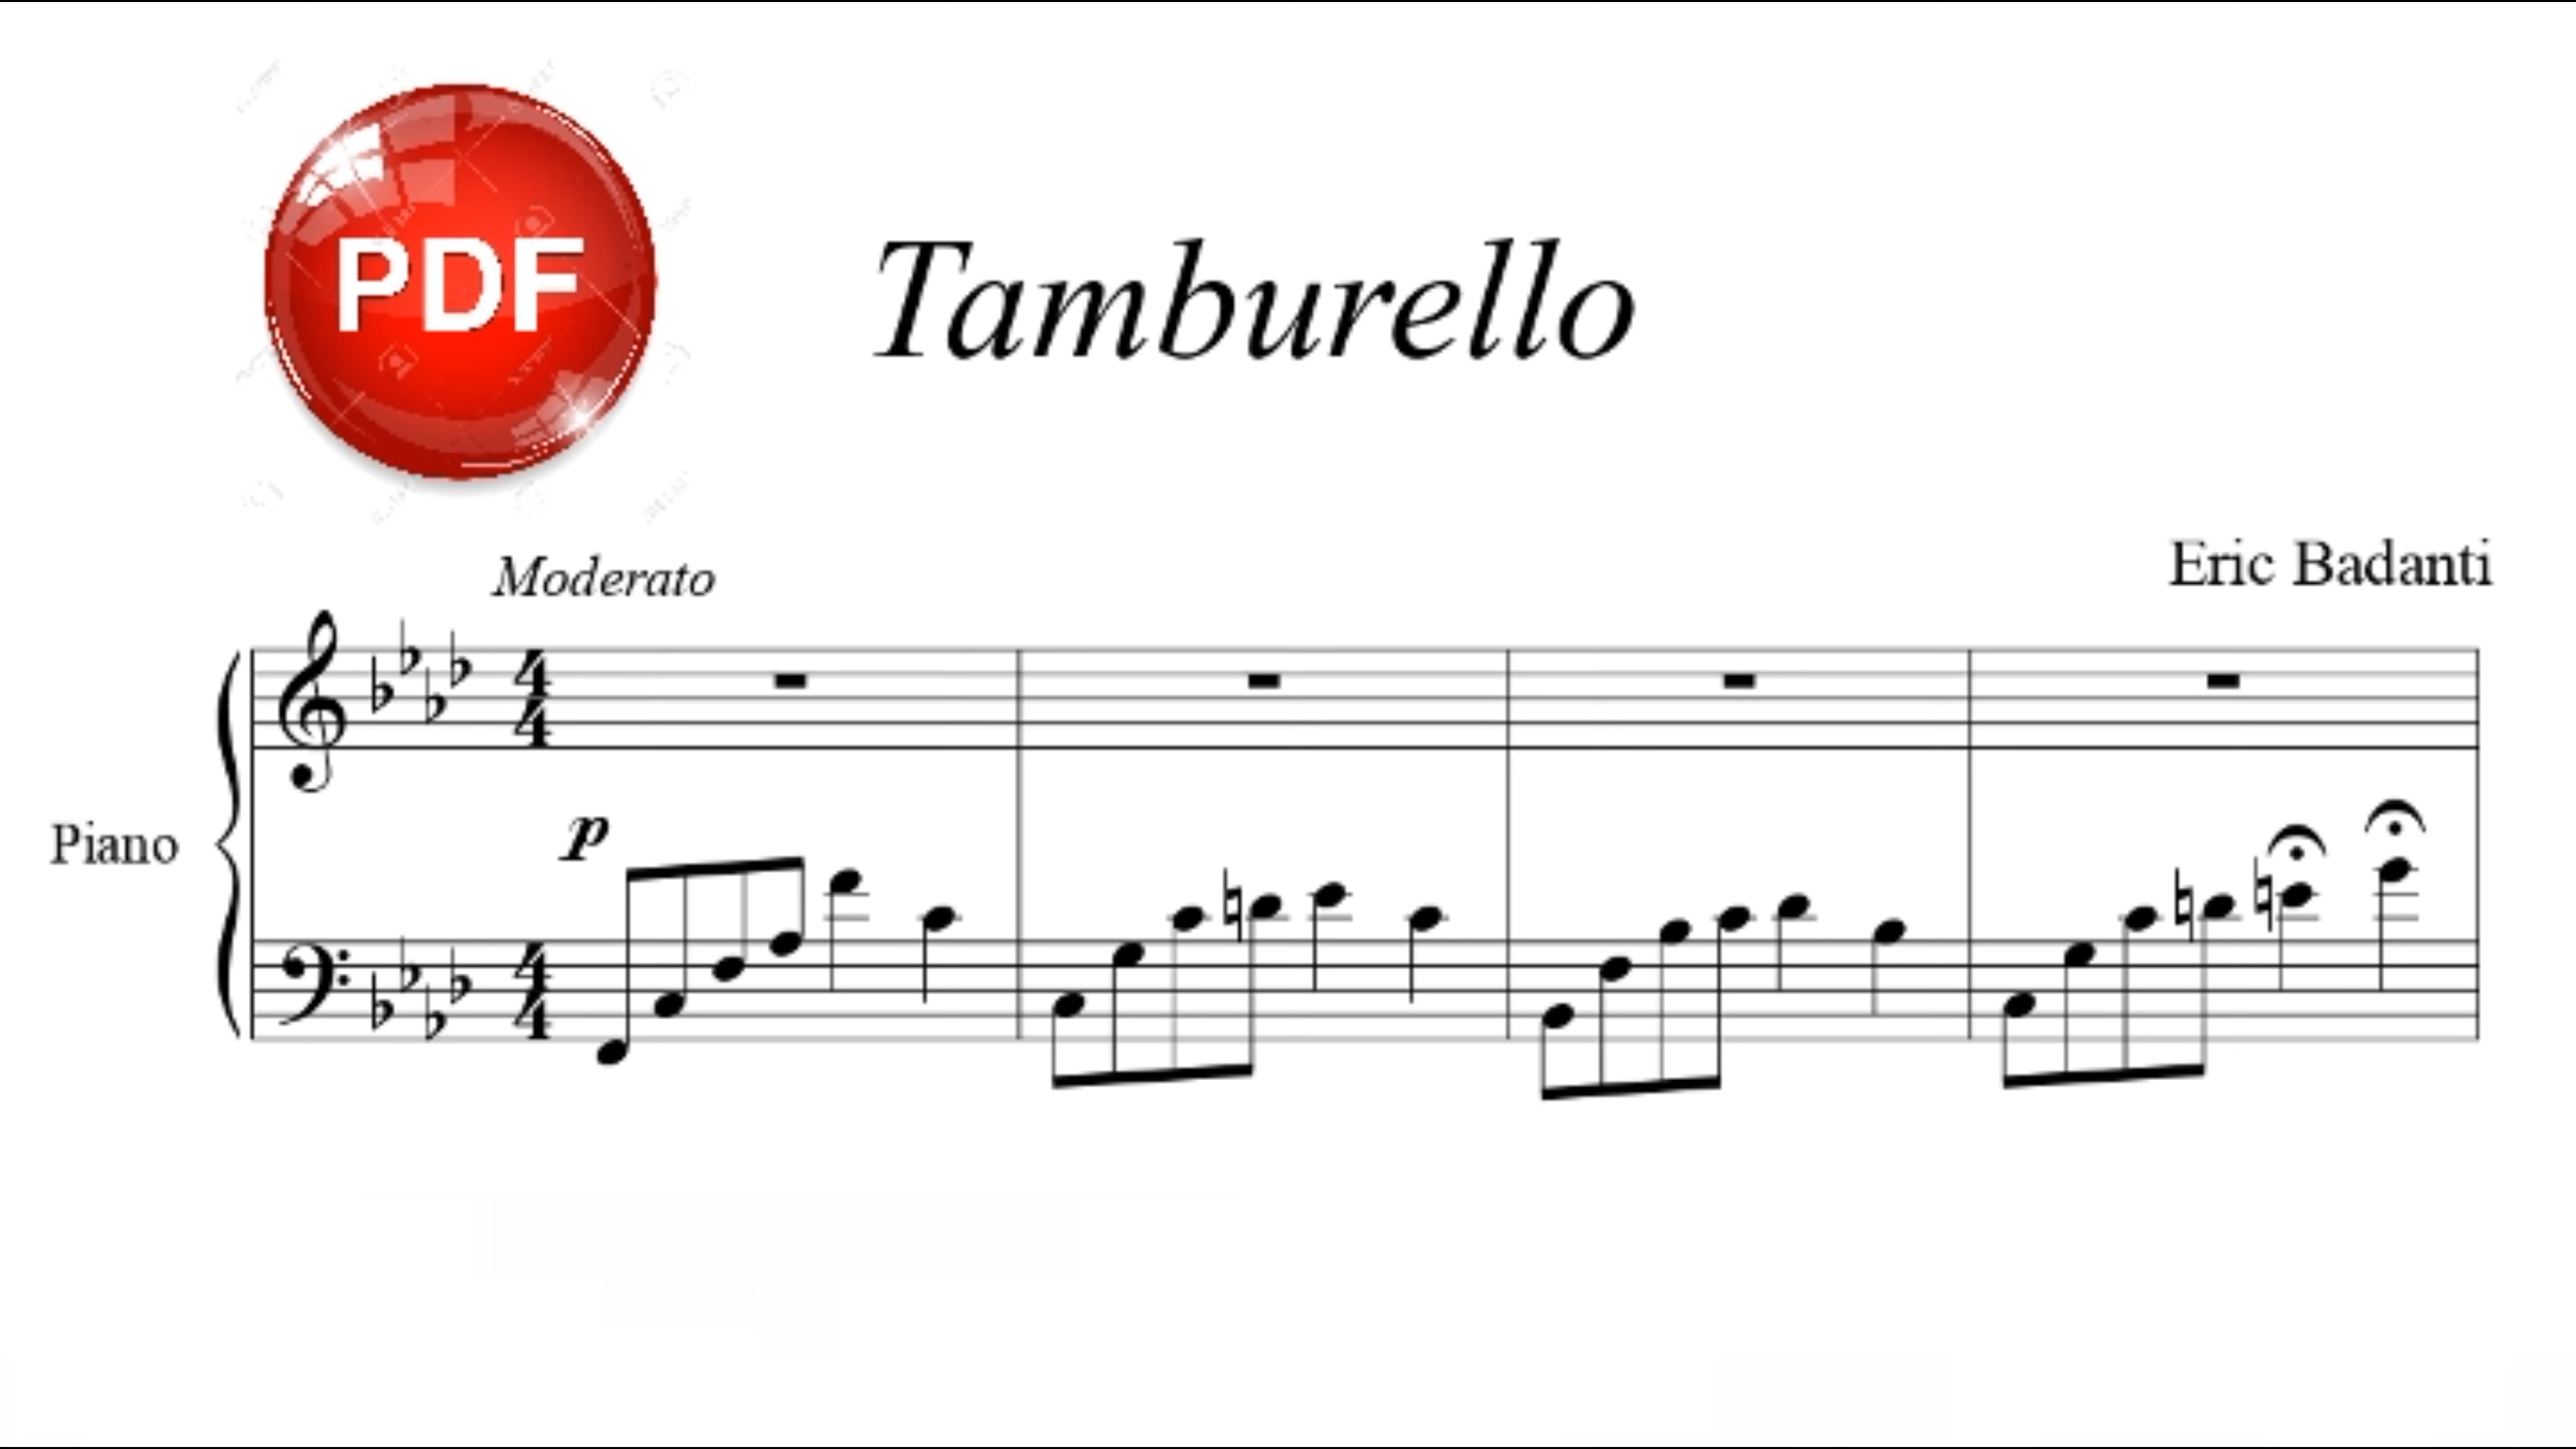 PDF
Tamburello
Moderato
Eric Badanti
Piano
p